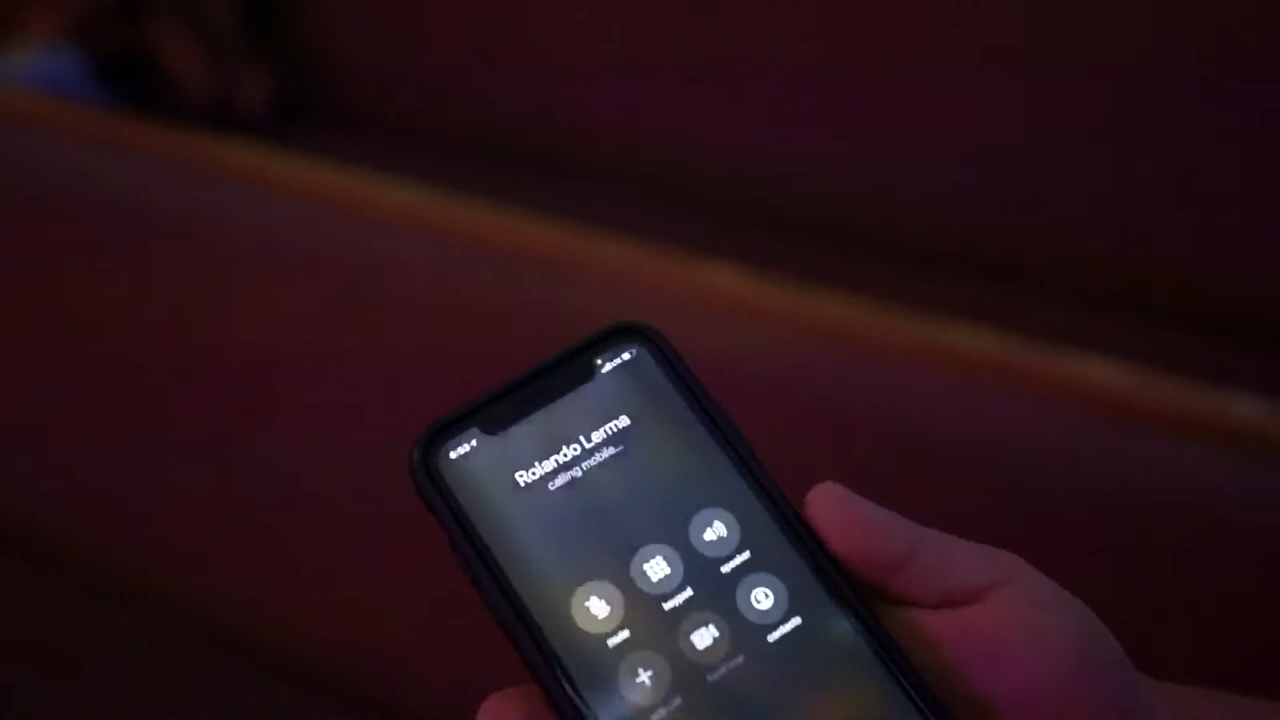 Rolando Lerma
calling mobile...
speaker
keypad
mute
contacts